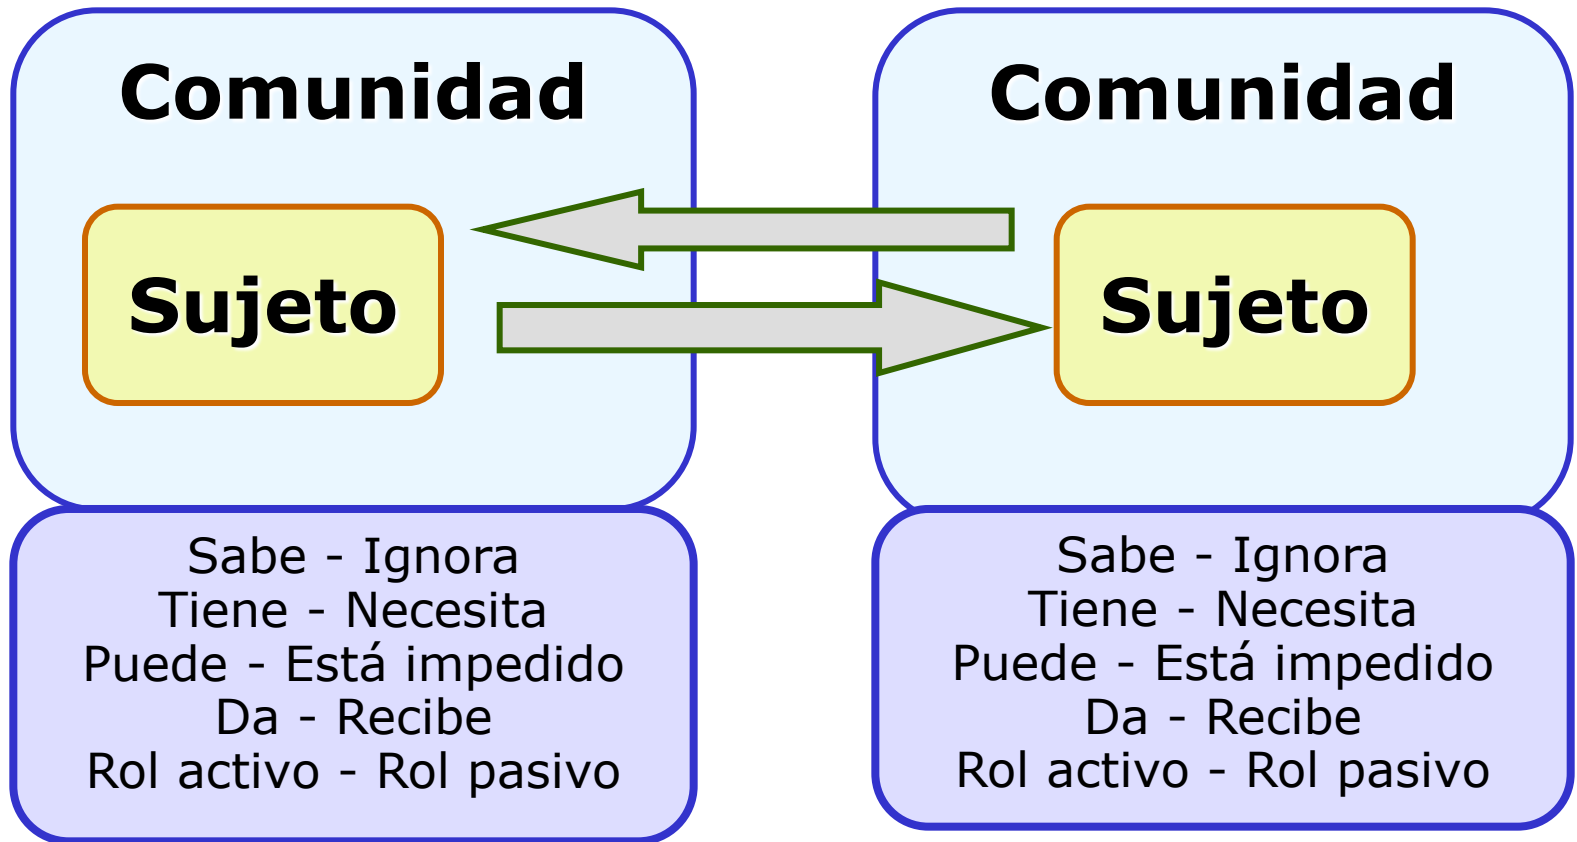 Comunidad
Sujeto
Sabe - Ignora
Tiene - Necesita
Puede - Está impedido
Da - Recibe
Rol activo - Rol pasivo
Comunidad
Sujeto
Sabe - Ignora
Tiene - Necesita
Puede - Está impedido
Da - Recibe
Rol activo - Rol pasivo